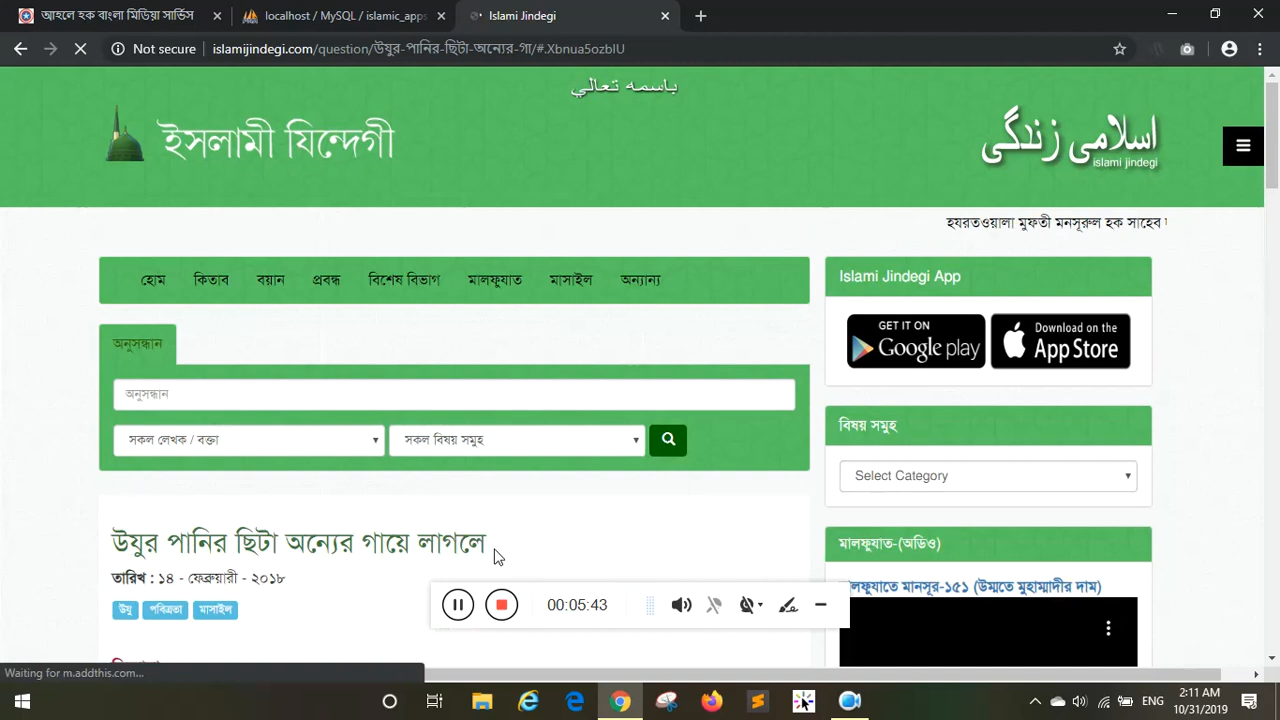 আহলে হক বাংলা মিডিয়া সার্ভিস
localhost / MySQL / islamic_apps
Islami Jindegi
Not secure
islamijindegi.com/question/উযুর-পানির-ছিটা-অন্যের-গা/#.Xbnua5ozbIU
باسمه تعالي
ইসলামী যিন্দেগী
اسلامی زندگی
islami jindegi
হযরতওয়ালা মুফতী মনসূরুল হক সাহেব
হোম কিতাব বয়ান প্রবন্ধ বিশেষ বিভাগ মালফুযাত মাসাইল অন্যান্য
অনুসন্ধান
অনুসন্ধান
সকল লেখক / বক্তা
সকল বিষয় সমুহ
উযুর পানির ছিটা অন্যের গায়ে লাগলে
তারিখ : ১৪ - ফেব্রুয়ারী - ২০১৮
উযু পবিত্রতা মাসাইল
Islami Jindegi App
GET IT ON
Google play
Download on the
App Store
বিষয় সমুহ
Select Category
মালফুযাত-(অডিও)
মালফুযাতে মানসূর-১৫১ (উম্মতে মুহাম্মাদীর দাম)
00:05:43
Waiting for m.addthis.com...
ENG
2:11 AM
10/31/2019